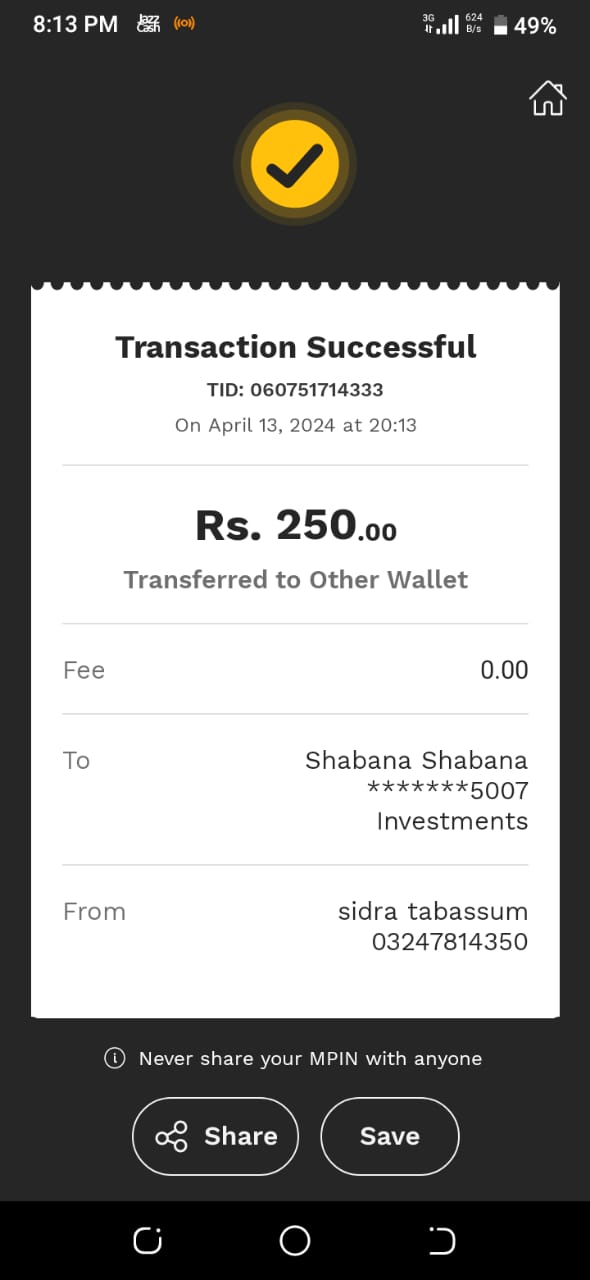 8:13 PM Jazz Cash 3G 624 B/s 49%
Transaction Successful
TID: 060751714333
On April 13, 2024 at 20:13
Rs. 250.00
Transferred to Other Wallet
Fee 0.00
To Shabana Shabana
*******5007
Investments
From sidra tabassum
03247814350
Never share your MPIN with anyone
Share Save